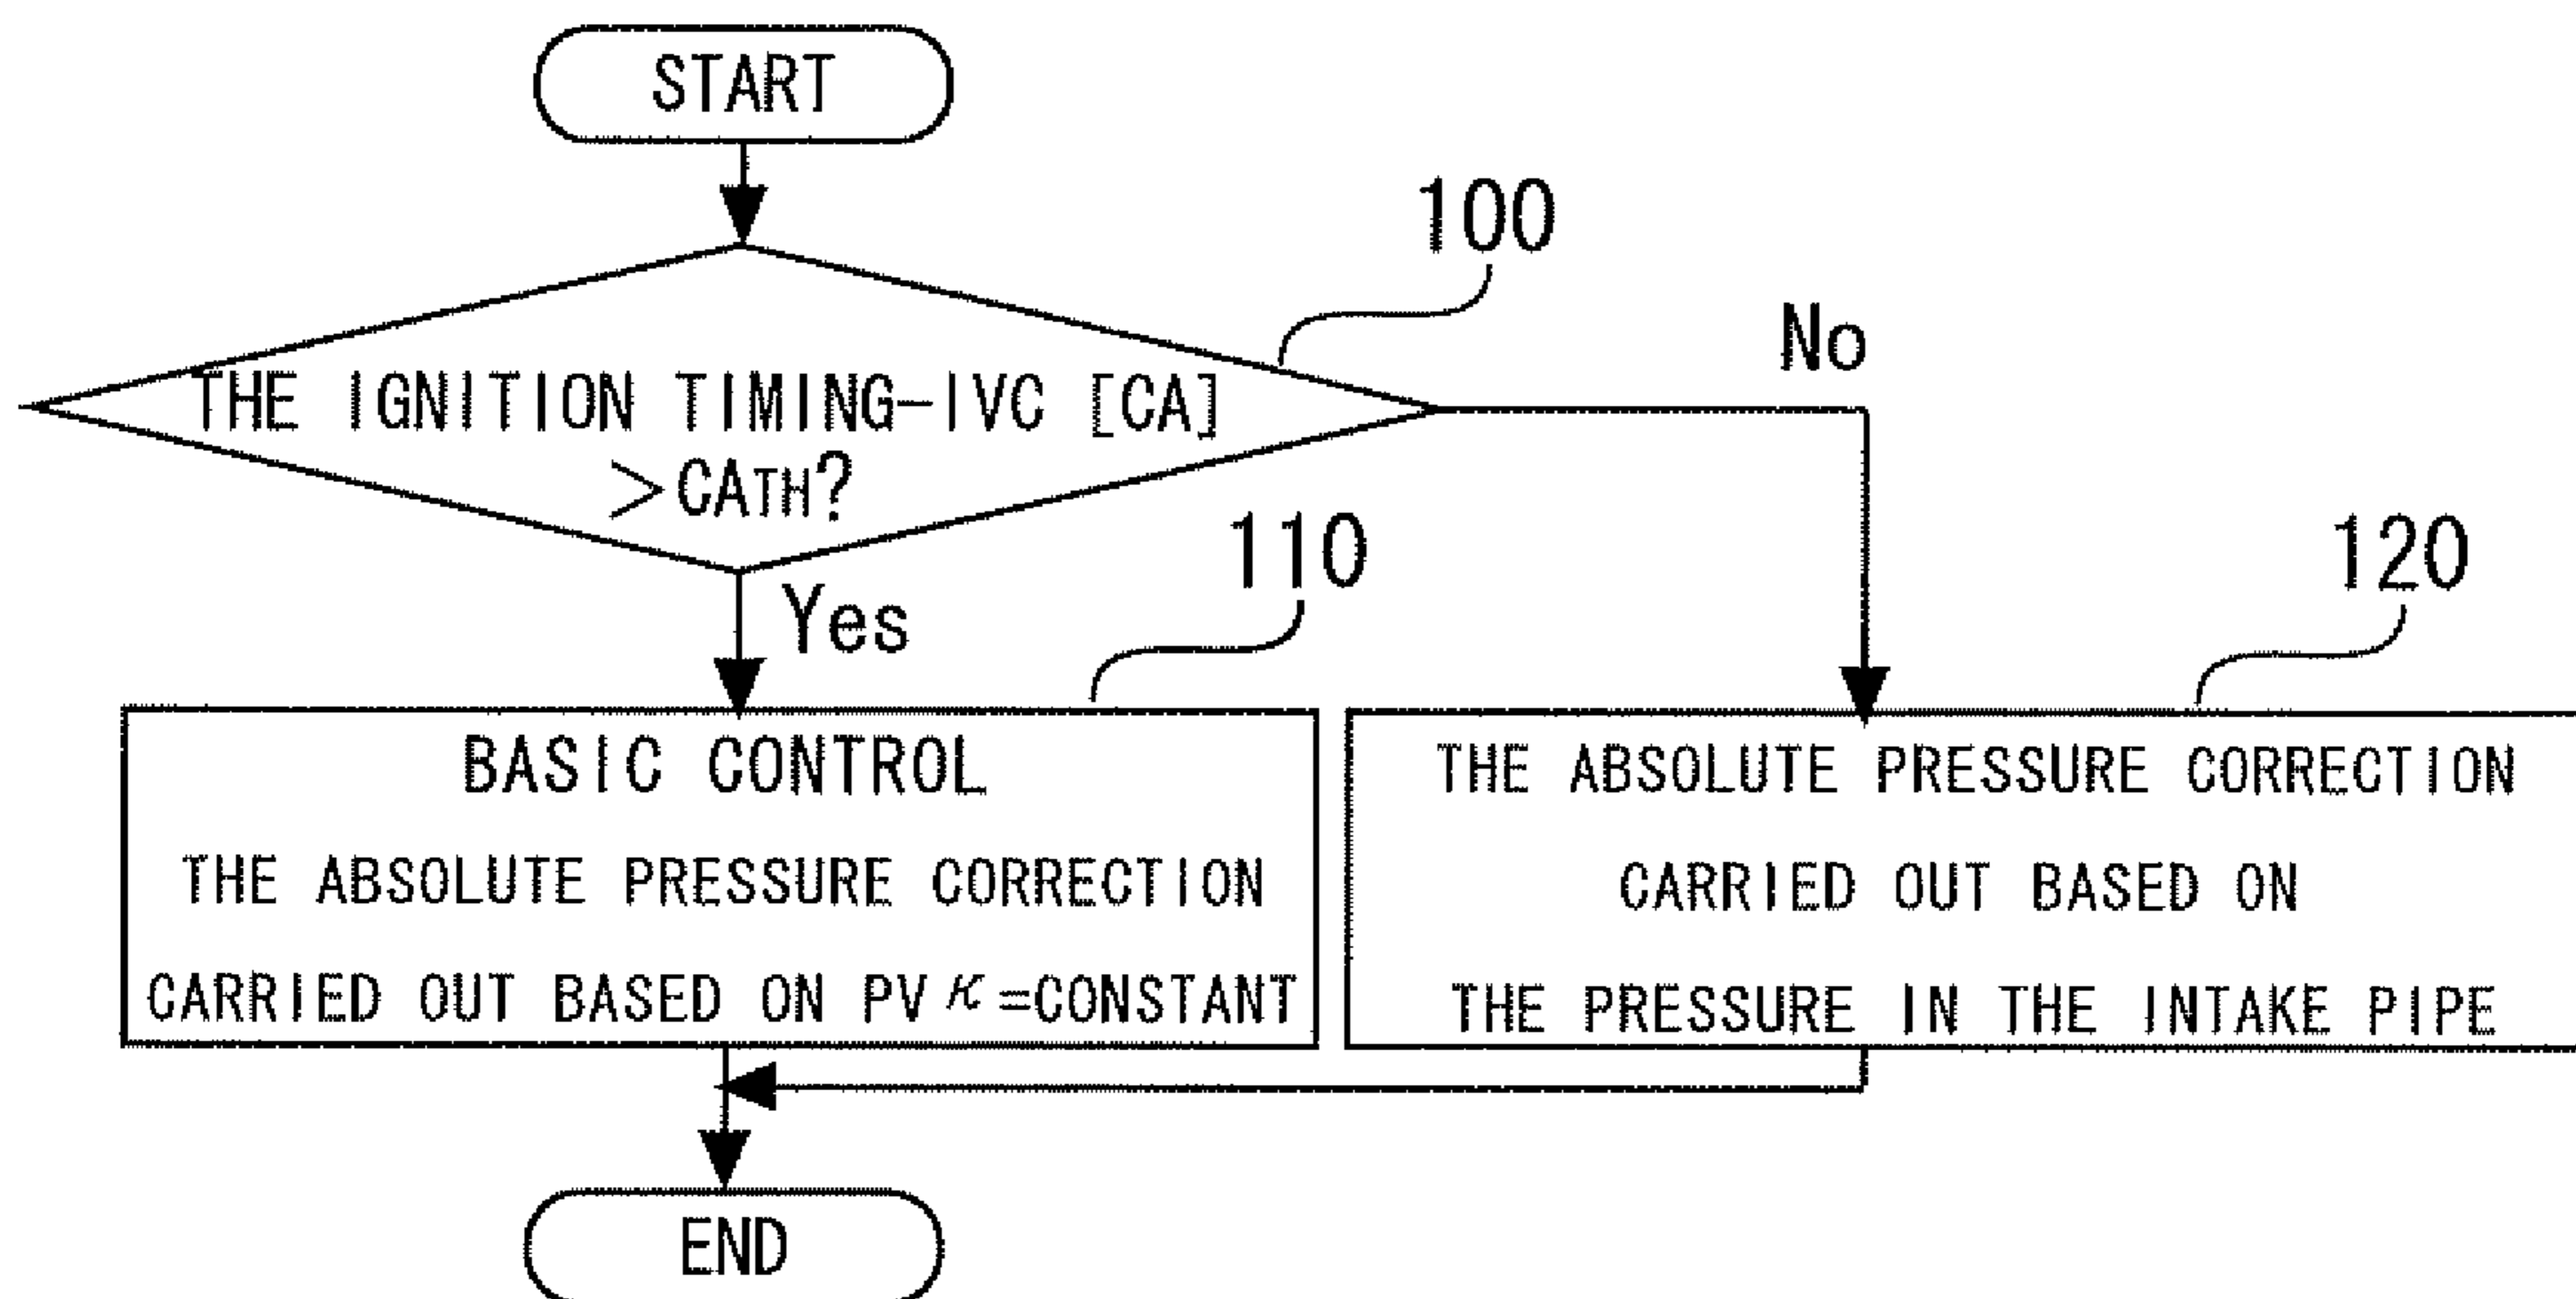 START
100
No
THE IGNITION TIMING-IVC [CA]
>CATH?
110
120
Yes
BASIC CONTROL
THE ABSOLUTE PRESSURE CORRECTION
CARRIED OUT BASED ON PVκ=CONSTANT
THE ABSOLUTE PRESSURE CORRECTION
CARRIED OUT BASED ON
THE PRESSURE IN THE INTAKE PIPE
END